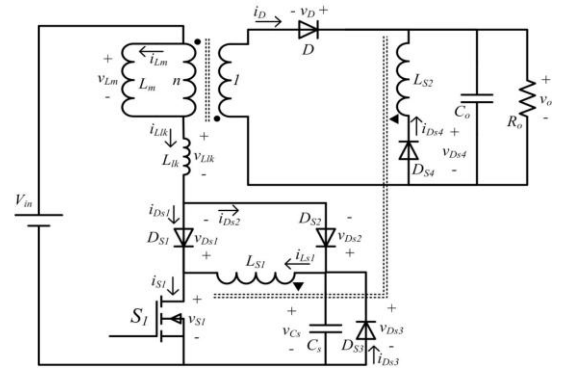 i_D
- v_D +
D
+
v_Lm
-
i_Lm
L_m
n
1
L_S2
C_o
R_o
+
v_o
-
i_Llk
L_lk
+
v_Llk
-
i_Ds4
D_S4
+
v_Ds4
-
V_in
i_Ds1
-
i_Ds2
D_S1
v_Ds1
+
D_S2
-
v_Ds2
+
L_S1
i_Ls1
i_S1
S_1
+
v_S1
-
+
v_Cs
-
C_s
D_S3
+
v_Ds3
-
i_Ds3